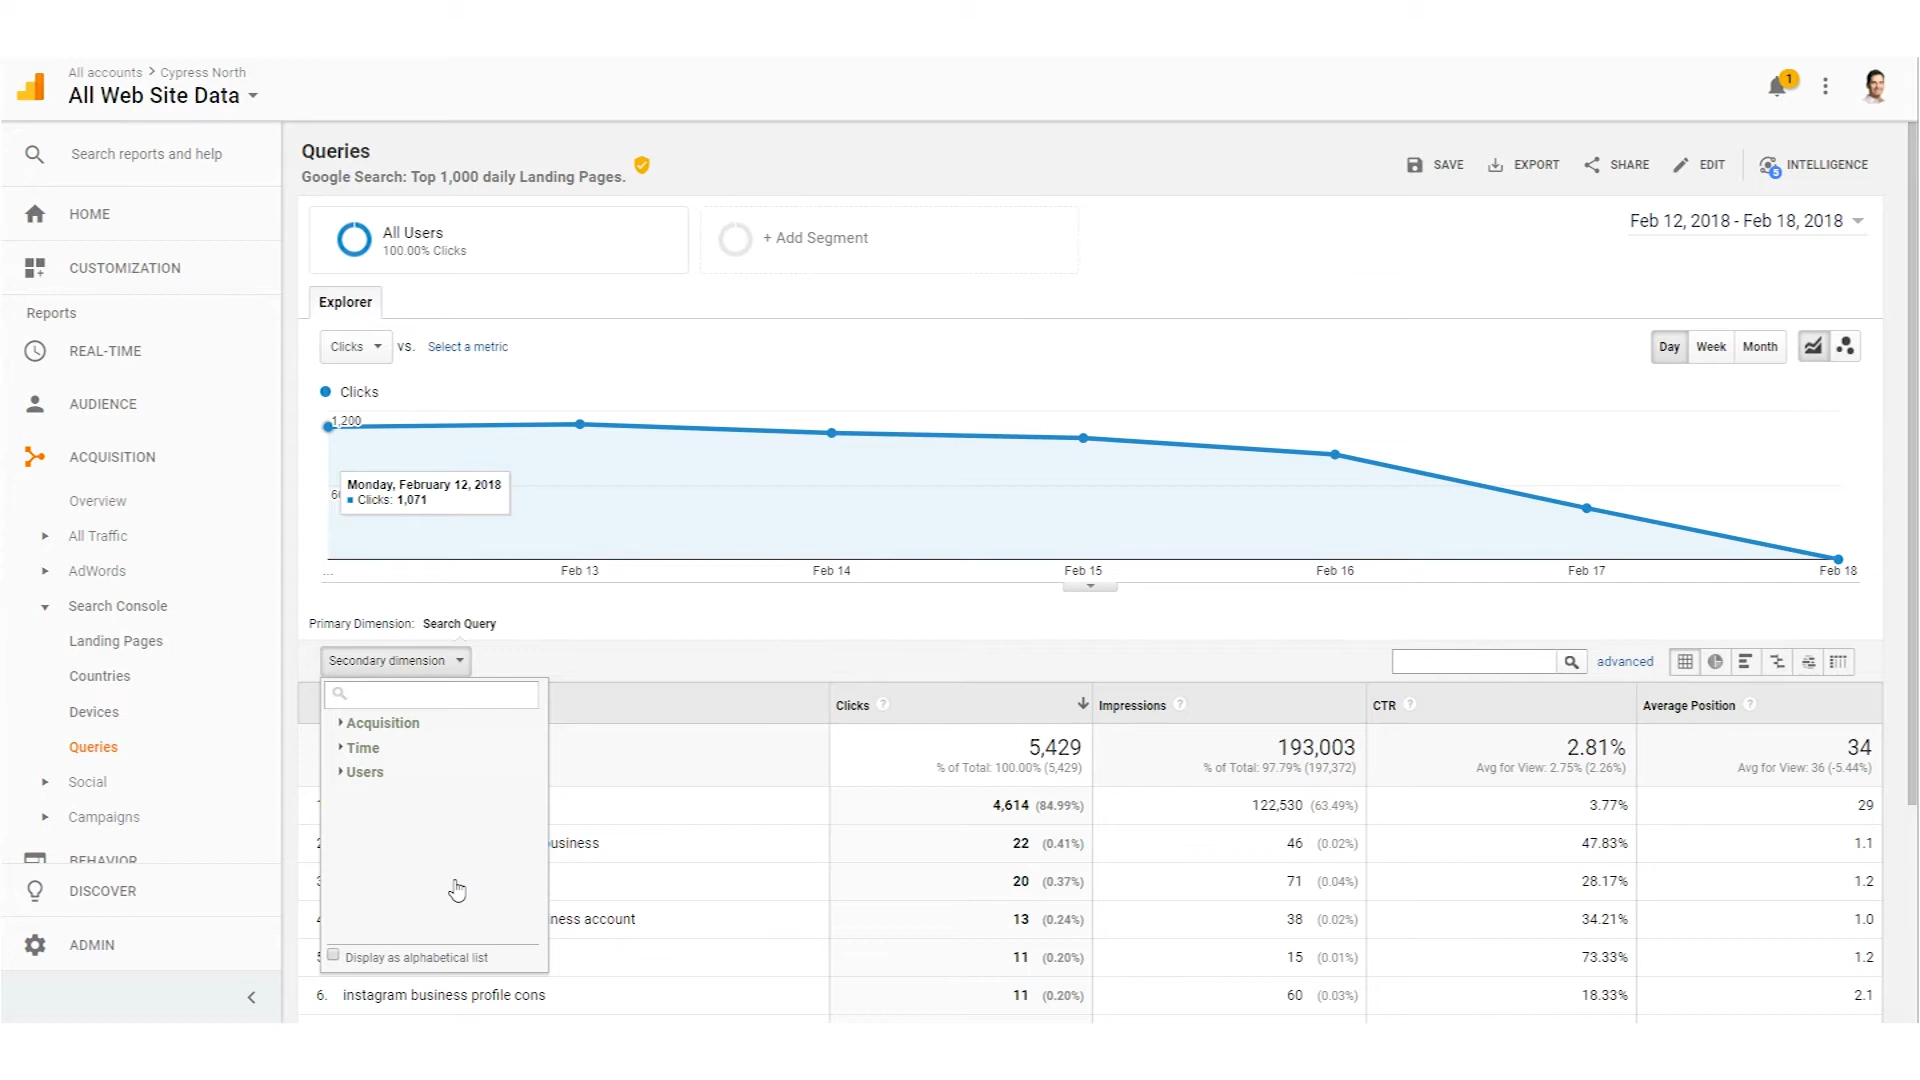 All accounts > Cypress North
All Web Site Data
1
Search reports and help
HOME
CUSTOMIZATION
Reports
REAL-TIME
AUDIENCE
ACQUISITION
Overview
All Traffic
AdWords
Search Console
Landing Pages
Countries
Devices
Queries
Social
Campaigns
BEHAVIOR
DISCOVER
ADMIN
Queries
Google Search: Top 1,000 daily Landing Pages.
SAVE
EXPORT
SHARE
EDIT
5
INTELLIGENCE
All Users
100.00% Clicks
+ Add Segment
Feb 12, 2018 - Feb 18, 2018
Explorer
Clicks VS. Select a metric
Day Week Month
Clicks
1,200
Monday, February 12, 2018
Clicks: 1,071
... Feb 13 Feb 14 Feb 15 Feb 16 Feb 17 Feb 18
Primary Dimension: Search Query
Secondary dimension
advanced
Acquisition
Time
Users
Display as alphabetical list
Clicks ? Impressions ? CTR ? Average Position ?
5,429 193,003 2.81% 34
% of Total: 100.00% (5,429) % of Total: 97.79% (197,372) Avg for View: 2.75% (2.26%) Avg for View: 36 (-5.44%)
4,614 (84.99%) 122,530 (63.49%) 3.77% 29
22 (0.41%) 46 (0.02%) 47.83% 1.1
20 (0.37%) 71 (0.04%) 28.17% 1.2
account 13 (0.24%) 38 (0.02%) 34.21% 1.0
11 (0.20%) 15 (0.01%) 73.33% 1.2
6. instagram business profile cons 11 (0.20%) 60 (0.03%) 18.33% 2.1